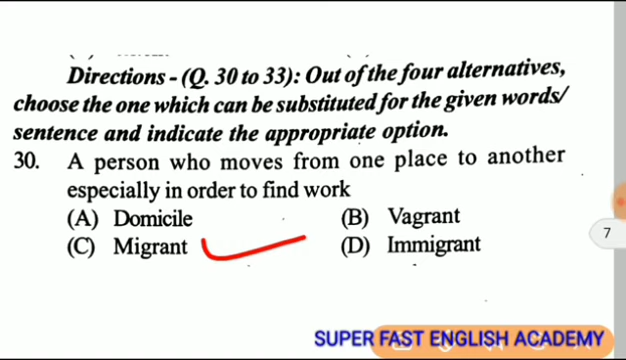 Directions - (Q. 30 to 33): Out of the four alternatives,
choose the one which can be substituted for the given words/
sentence and indicate the appropriate option.
30. A person who moves from one place to another
especially in order to find work
(A) Domicile (B) Vagrant
(C) Migrant (D) Immigrant
7
SUPER FAST ENGLISH ACADEMY